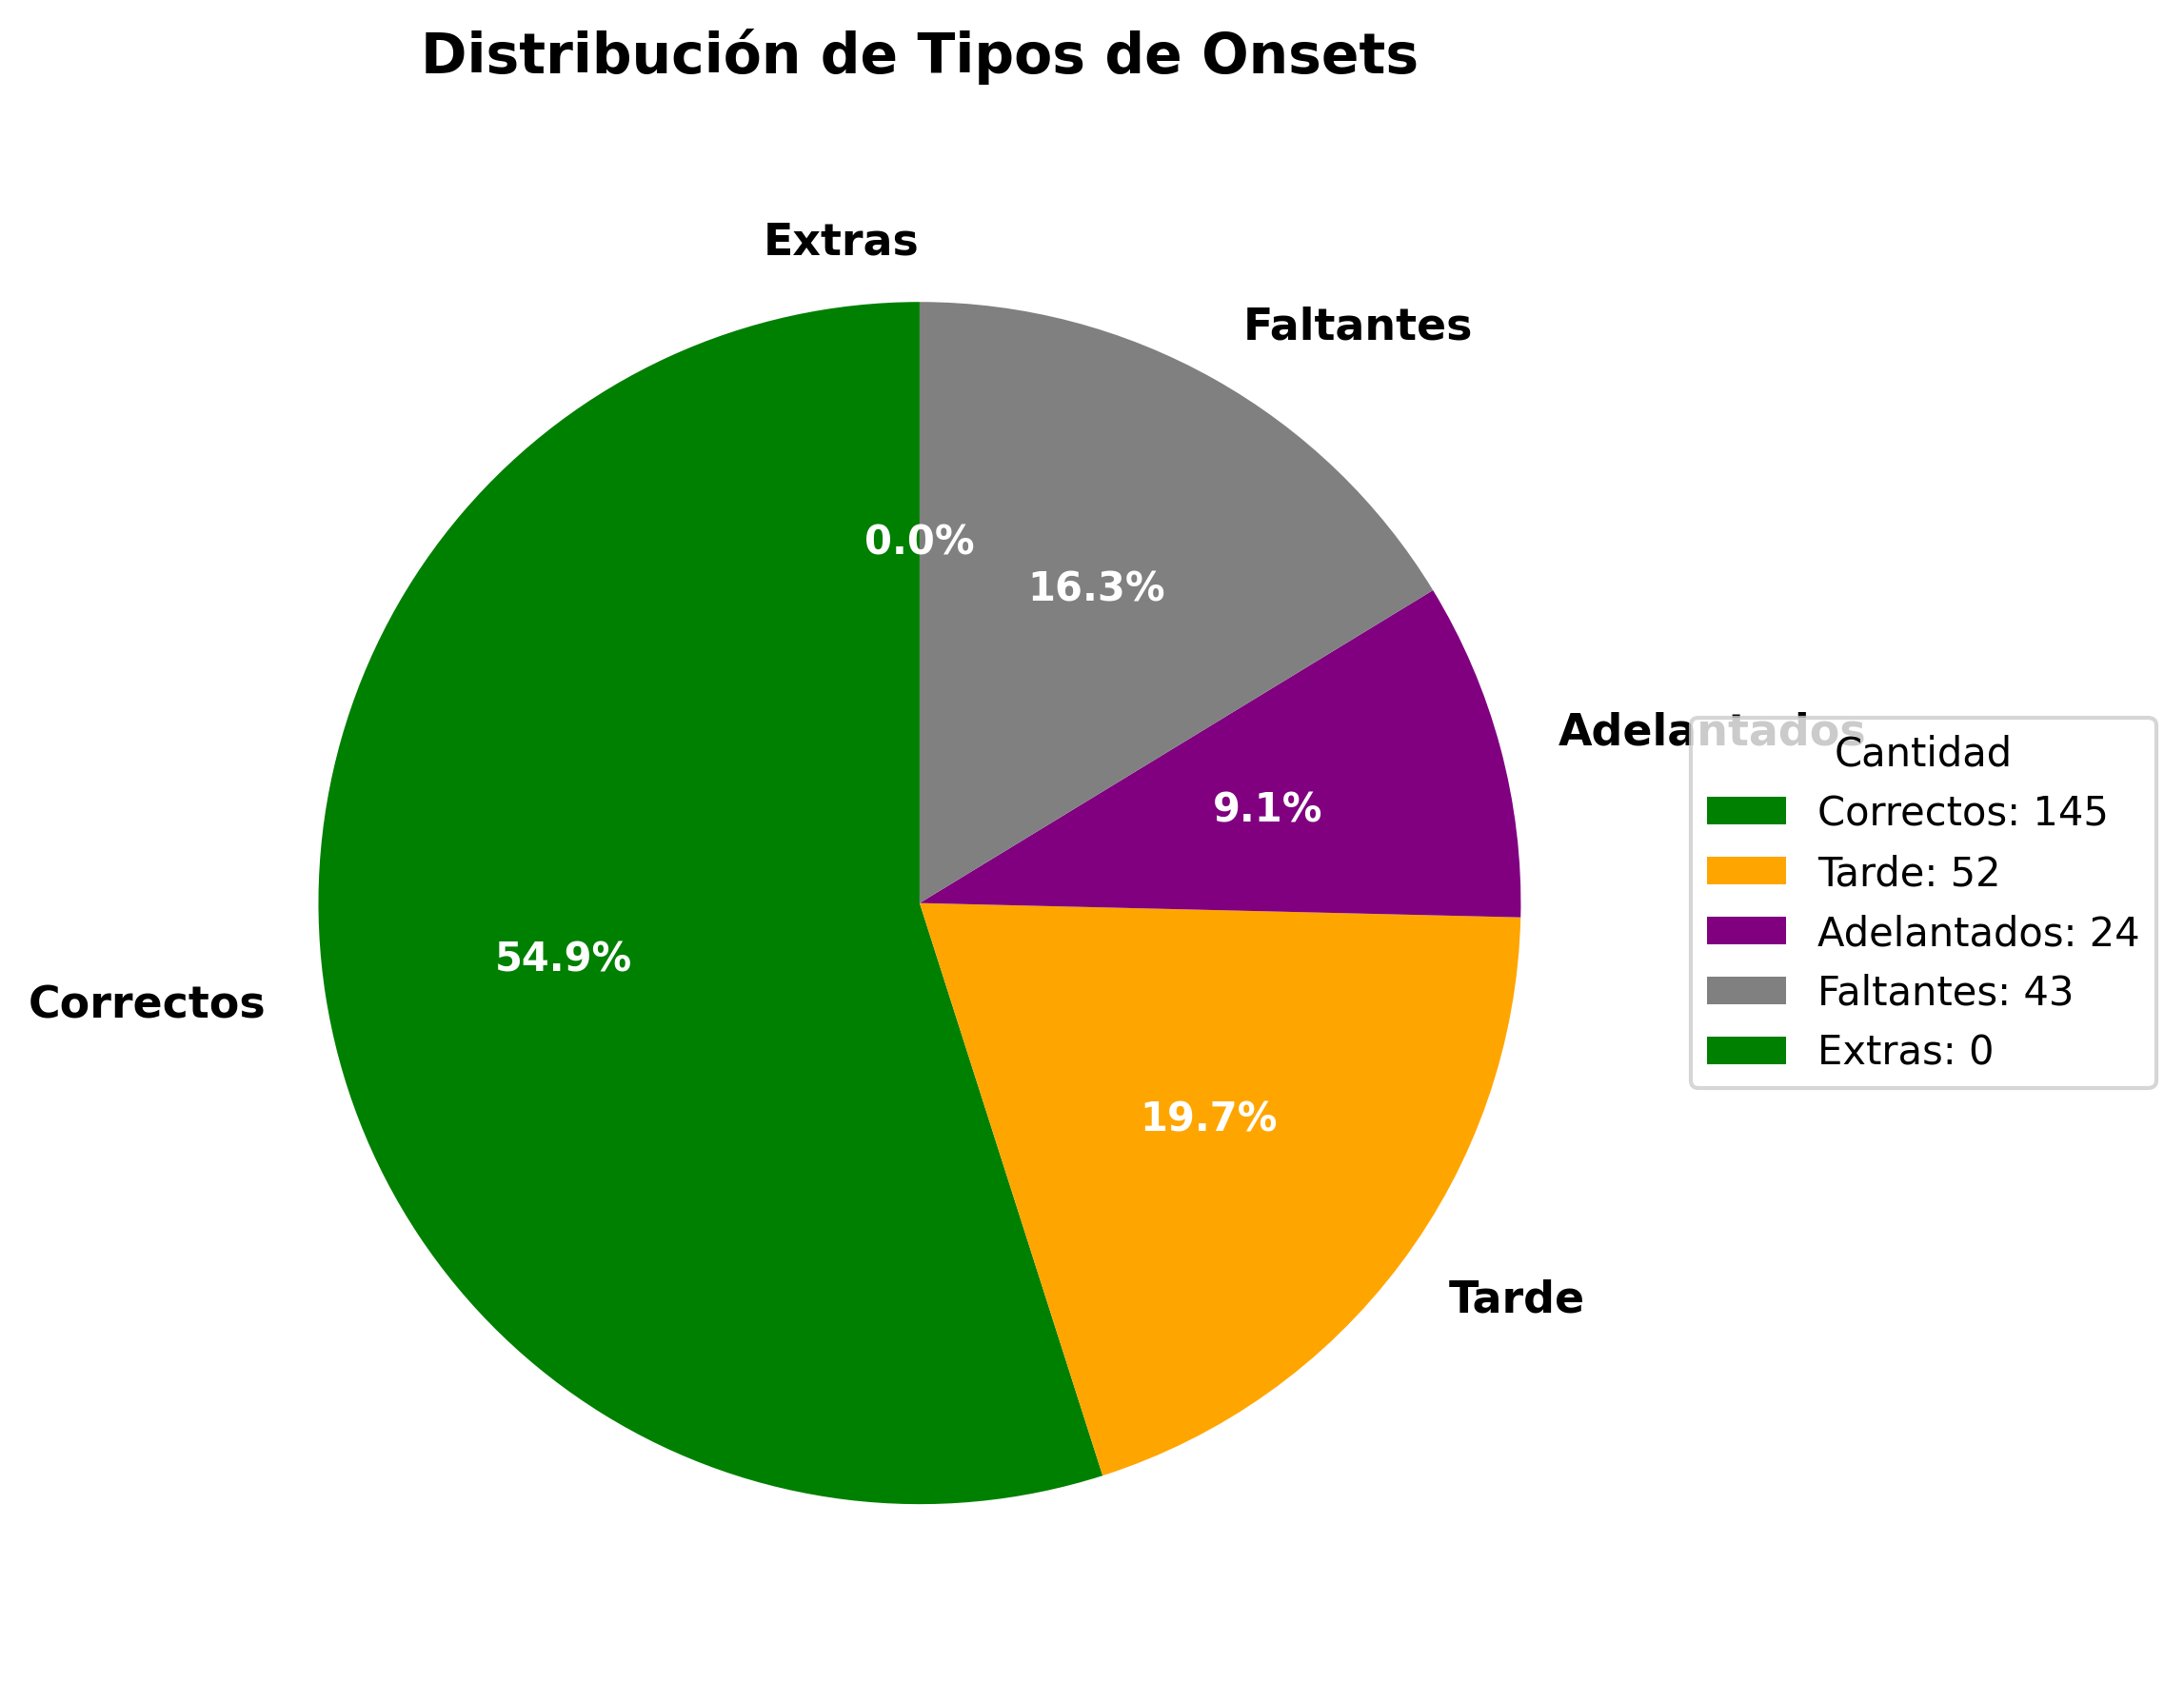 Distribución de Tipos de Onsets
Extras
Faltantes
0.0%
16.3%
Adelantados
9.1%
54.9%
Correctos
19.7%
Tarde
Cantidad
Correctos: 145
Tarde: 52
Adelantados: 24
Faltantes: 43
Extras: 0